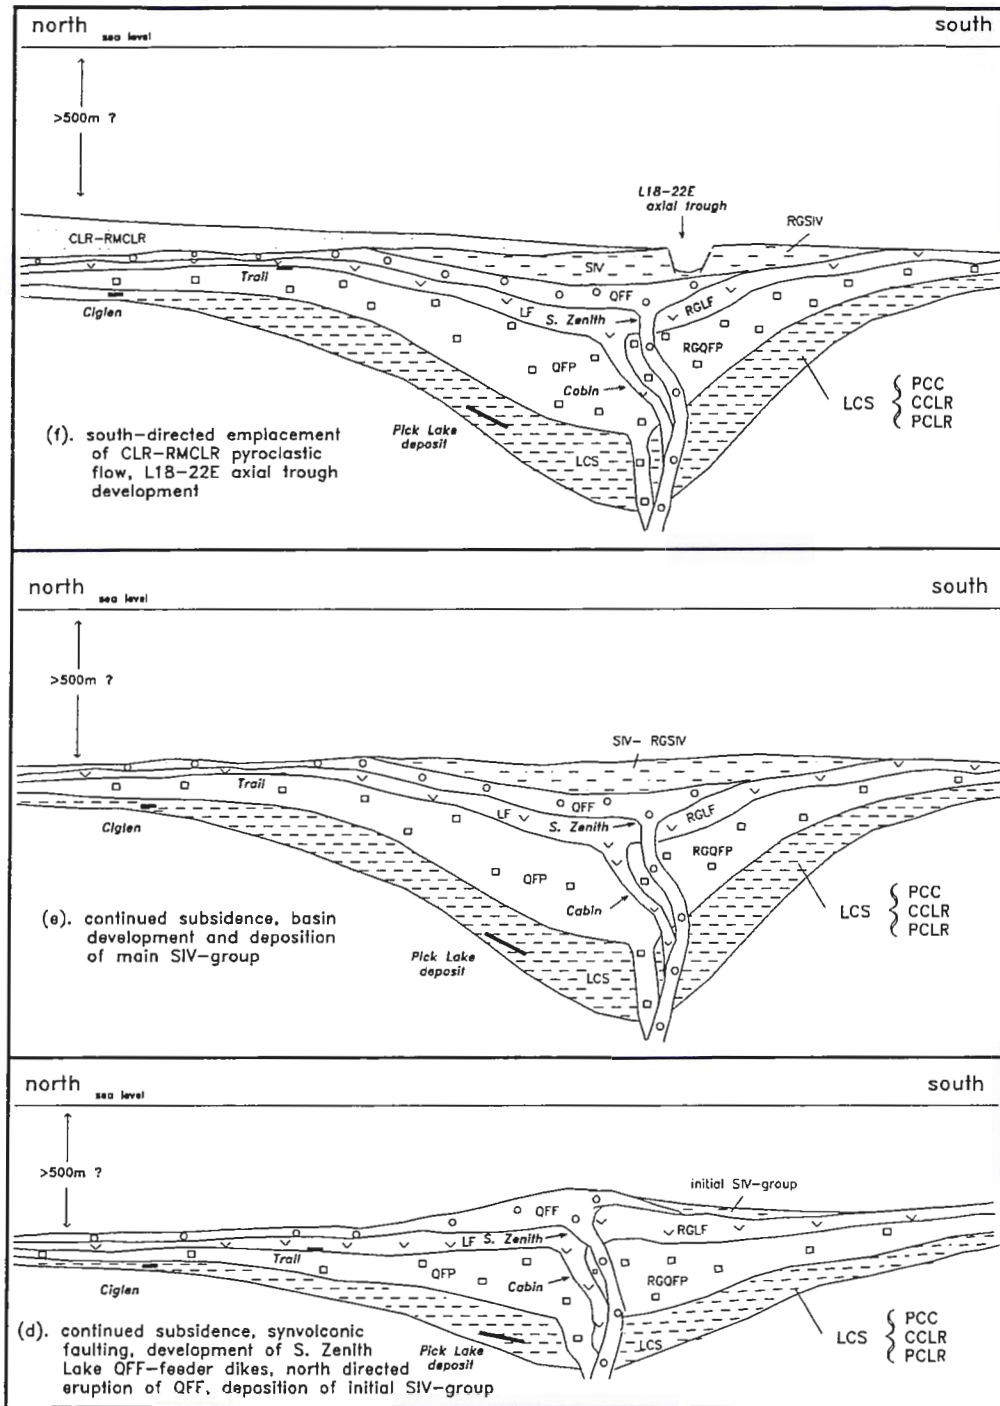 north
sea level
south
>500m ?
L18-22E
axial trough
RGSIV
CLR-RMCLR
SIV
Trail
QFF
Ciglen
LF
S. Zenith
RGLF
QFP
RGQFP
Cabin
LCS
PCC
CCLR
PCLR
Pick Lake
deposit
LCS
(f). south-directed emplacement
of CLR-RMCLR pyroclastic
flow, L18-22E axial trough
development
north
sea level
south
>500m ?
SIV- RGSIV
Trail
QFF
Ciglen
LF
S. Zenith
RGLF
RGQFP
QFP
Cabin
LCS
PCC
CCLR
PCLR
Pick Lake
deposit
LCS
(e). continued subsidence, basin
development and deposition
of main SIV-group
north
sea level
south
>500m ?
initial SIV-group
QFF
RGLF
LF
S. Zenith
Trail
QFP
Cabin
RGQFP
Ciglen
LCS
PCC
CCLR
PCLR
Pick Lake
deposit
LCS
(d). continued subsidence, synvolcanic
faulting, development of S. Zenith
Lake QFF-feeder dikes, north directed
eruption of QFF, deposition of initial SIV-group